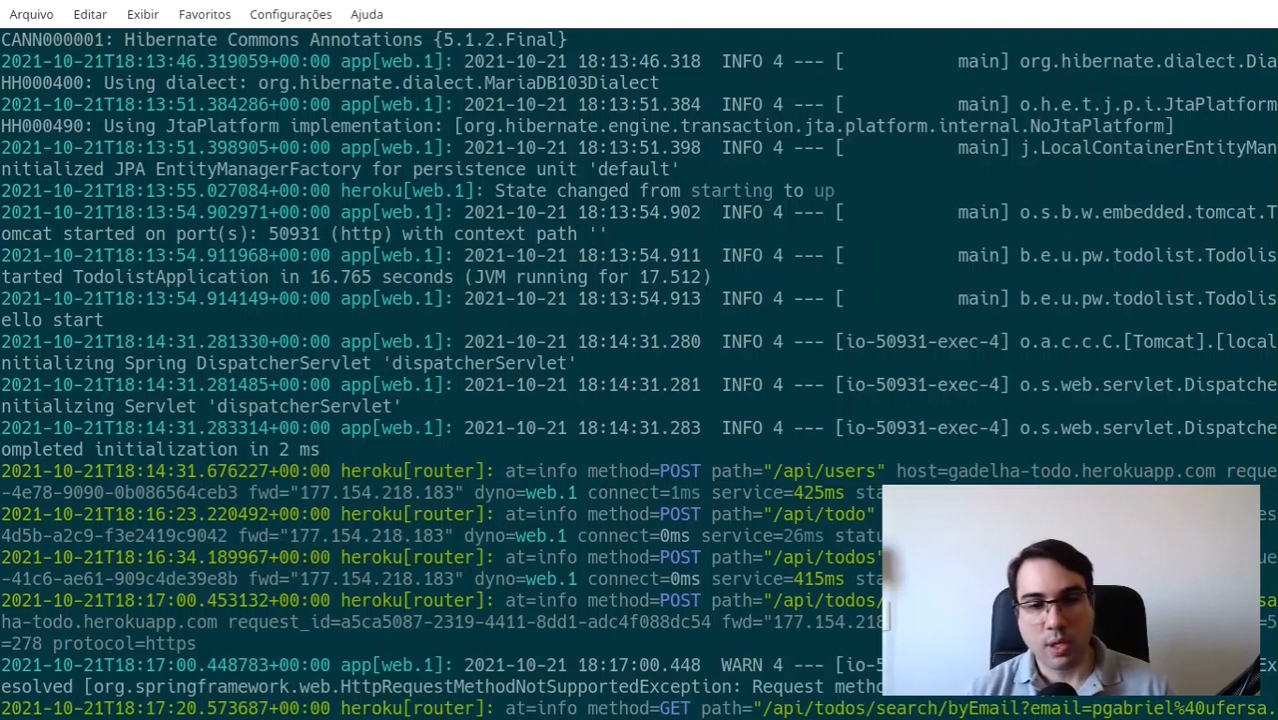 Arquivo Editar Exibir Favoritos Configurações Ajuda
CANN000001: Hibernate Commons Annotations {5.1.2.Final}
2021-10-21T18:13:46.319059+00:00 app[web.1]: 2021-10-21 18:13:46.318  INFO 4 --- [           main] org.hibernate.dialect.Dia
HH000400: Using dialect: org.hibernate.dialect.MariaDB103Dialect
2021-10-21T18:13:51.384286+00:00 app[web.1]: 2021-10-21 18:13:51.384  INFO 4 --- [           main] o.h.e.t.j.p.i.JtaPlatform
HH000490: Using JtaPlatform implementation: [org.hibernate.engine.transaction.jta.platform.internal.NoJtaPlatform]
2021-10-21T18:13:51.398905+00:00 app[web.1]: 2021-10-21 18:13:51.398  INFO 4 --- [           main] j.LocalContainerEntityMan
nitialized JPA EntityManagerFactory for persistence unit 'default'
2021-10-21T18:13:55.027084+00:00 heroku[web.1]: State changed from starting to up
2021-10-21T18:13:54.902971+00:00 app[web.1]: 2021-10-21 18:13:54.902  INFO 4 --- [           main] o.s.b.w.embedded.tomcat.T
omcat started on port(s): 50931 (http) with context path ''
2021-10-21T18:13:54.911968+00:00 app[web.1]: 2021-10-21 18:13:54.911  INFO 4 --- [           main] b.e.u.pw.todolist.Todolis
tarted TodolistApplication in 16.765 seconds (JVM running for 17.512)
2021-10-21T18:13:54.914149+00:00 app[web.1]: 2021-10-21 18:13:54.913  INFO 4 --- [           main] b.e.u.pw.todolist.Todolis
ello start
2021-10-21T18:14:31.281330+00:00 app[web.1]: 2021-10-21 18:14:31.280  INFO 4 --- [io-50931-exec-4] o.a.c.c.C.[Tomcat].[local
nitializing Spring DispatcherServlet 'dispatcherServlet'
2021-10-21T18:14:31.281485+00:00 app[web.1]: 2021-10-21 18:14:31.281  INFO 4 --- [io-50931-exec-4] o.s.web.servlet.Dispatche
nitializing Servlet 'dispatcherServlet'
2021-10-21T18:14:31.283314+00:00 app[web.1]: 2021-10-21 18:14:31.283  INFO 4 --- [io-50931-exec-4] o.s.web.servlet.Dispatche
ompleted initialization in 2 ms
2021-10-21T18:14:31.676227+00:00 heroku[router]: at=info method=POST path="/api/users" host=gadelha-todo.herokuapp.com reque
-4e78-9090-0b086564ceb3 fwd="177.154.218.183" dyno=web.1 connect=1ms service=425ms sta
2021-10-21T18:16:23.220492+00:00 heroku[router]: at=info method=POST path="/api/todo" es
4d5b-a2c9-f3e2419c9042 fwd="177.154.218.183" dyno=web.1 connect=0ms service=26ms statu
2021-10-21T18:16:34.189967+00:00 heroku[router]: at=info method=POST path="/api/todos" ue
-41c6-ae61-909c4de39e8b fwd="177.154.218.183" dyno=web.1 connect=0ms service=415ms sta
2021-10-21T18:17:00.453132+00:00 heroku[router]: at=info method=POST path="/api/todos/ sa
ha-todo.herokuapp.com request_id=a5ca5087-2319-4411-8dd1-adc4f088dc54 fwd="177.154.218 =5
=278 protocol=https
2021-10-21T18:17:00.448783+00:00 app[web.1]: 2021-10-21 18:17:00.448  WARN 4 --- [io-5 Ex
esolved [org.springframework.web.HttpRequestMethodNotSupportedException: Request metho
2021-10-21T18:17:20.573687+00:00 heroku[router]: at=info method=GET path="/api/todos/search/byEmail?email=pgabriel%40ufersa.